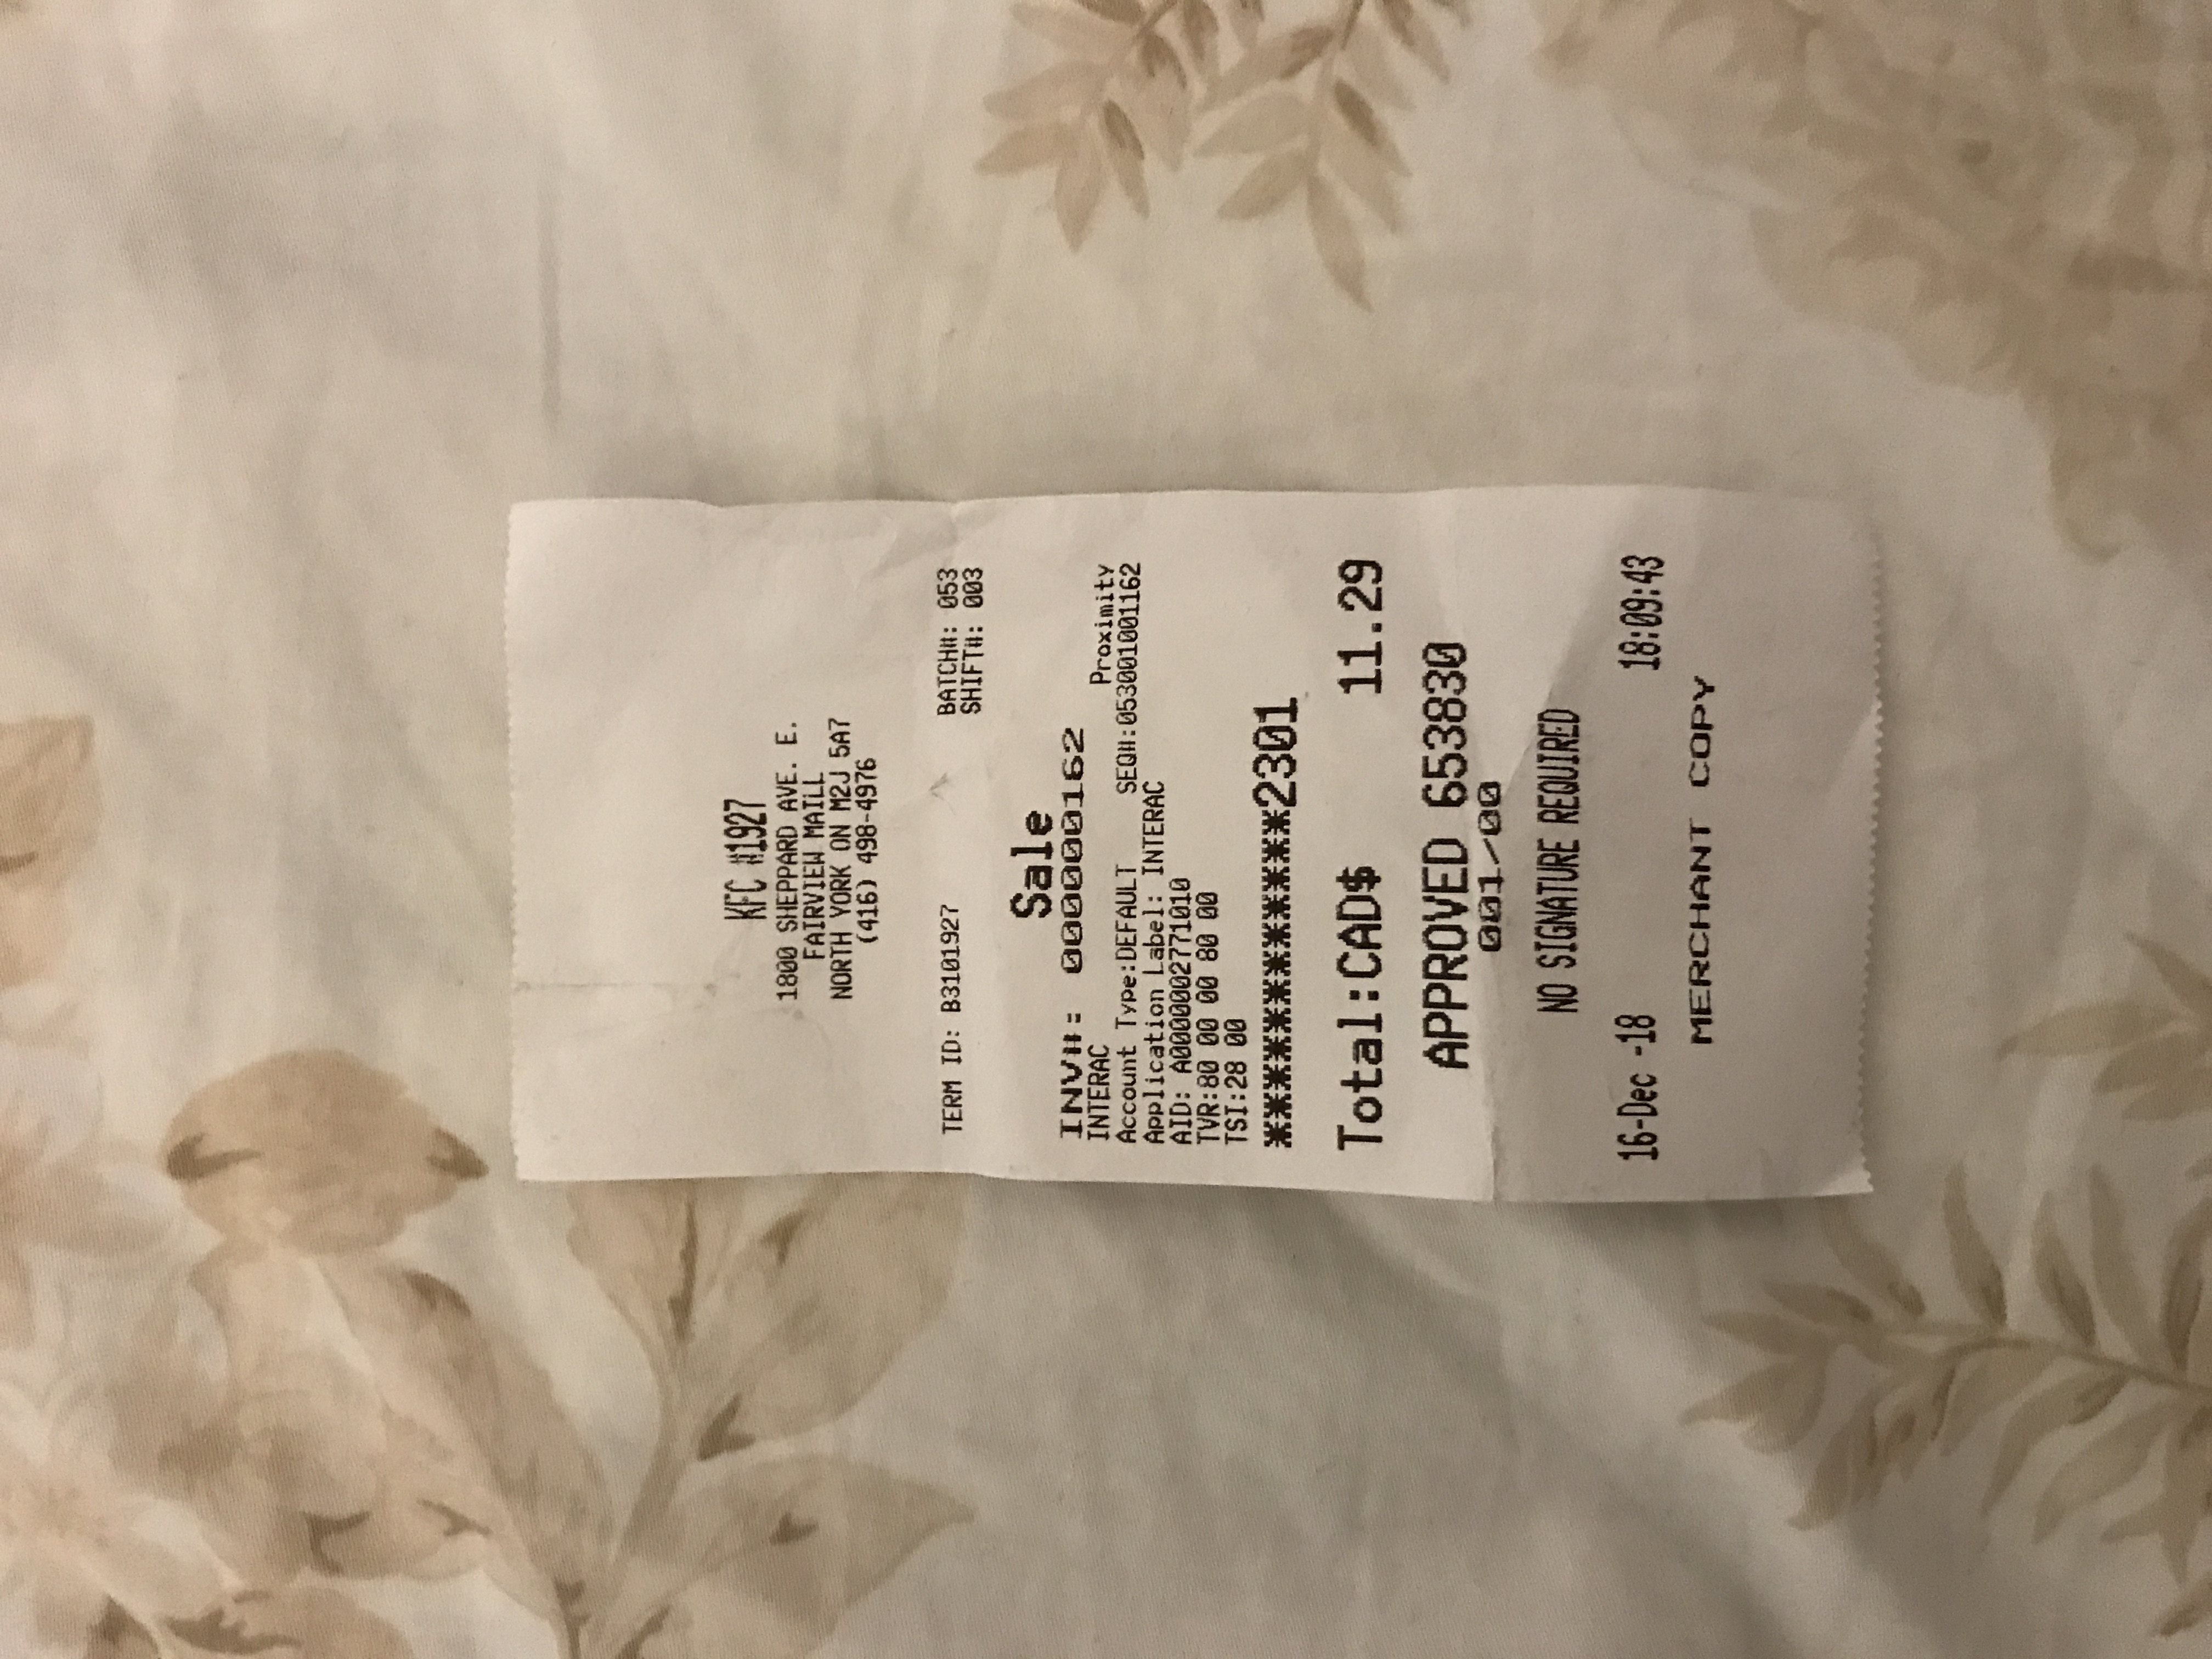 KFC #1927
1800 SHEPPARD AVE. E.
FAIRVIEW MAILL
NORTH YORK ON M2J 5A7
(416) 498-4976
TERM ID: B3101927 BATCH#: 053
SHIFT#: 003
Sale
INV#: 000000162
INTERAC Proximity
Account Type:DEFAULT SEQ#:053001001162
Application Label: INTERAC
AID: A0000002771010
TVR:80 00 00 80 00
TSI:28 00
************2301
Total:CAD$ 11.29
APPROVED 653830
001/00
NO SIGNATURE REQUIRED
16-Dec -18 18:09:43
MERCHANT COPY